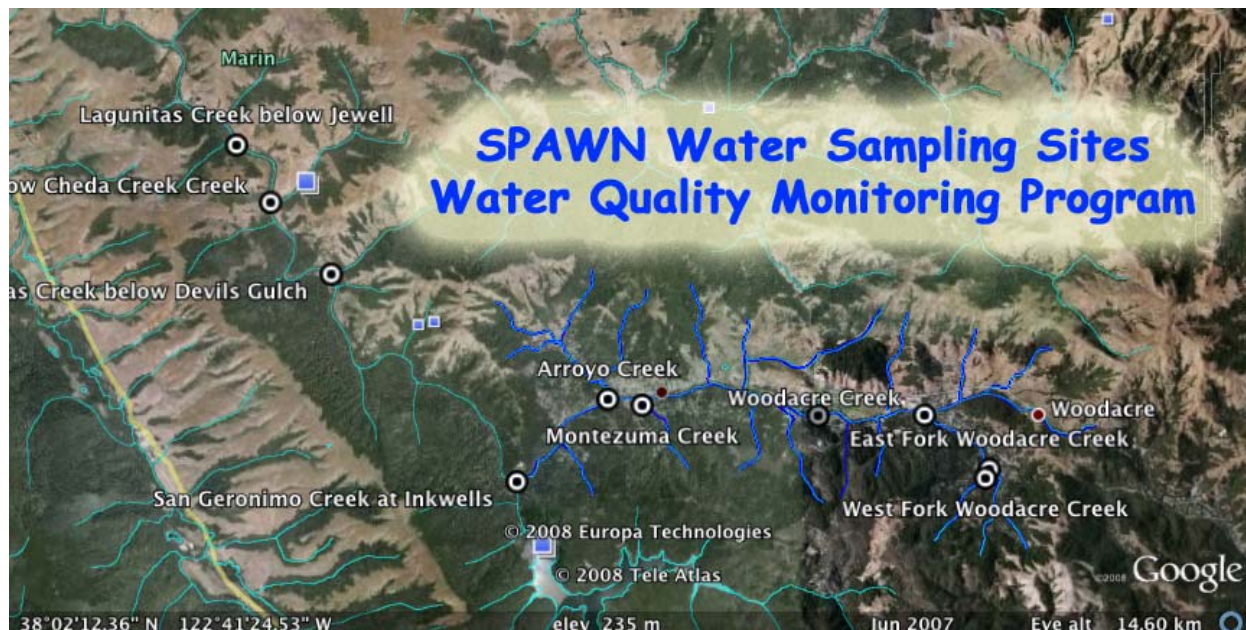 Marin
Lagunitas Creek below Jewell
SPAWN Water Sampling Sites
Water Quality Monitoring Program
ow Cheda Creek Creek
as Creek below Devils Gulch
Arroyo Creek
Woodacre Creek
Woodacre
Montezuma Creek
East Fork Woodacre Creek
San Geronimo Creek at Inkwells
West Fork Woodacre Creek
© 2008 Europa Technologies
© 2008 Tele Atlas
©2008 Google
38°02'12.36" N 122°41'24.53" W elev 235 m Jun 2007 Eye alt 14.60 km